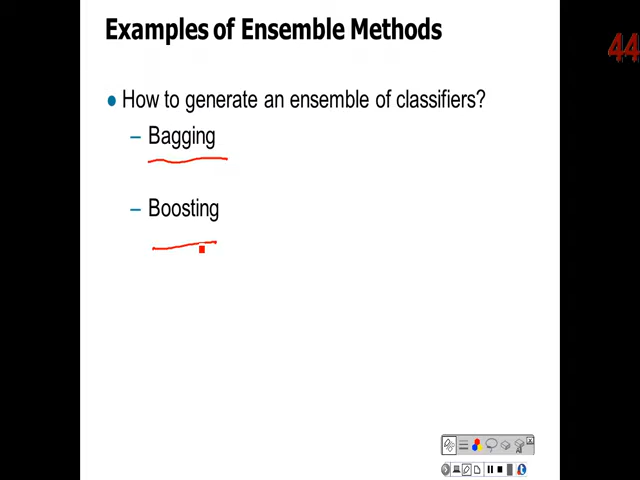 Examples of Ensemble Methods
44
● How to generate an ensemble of classifiers?
– Bagging
– Boosting